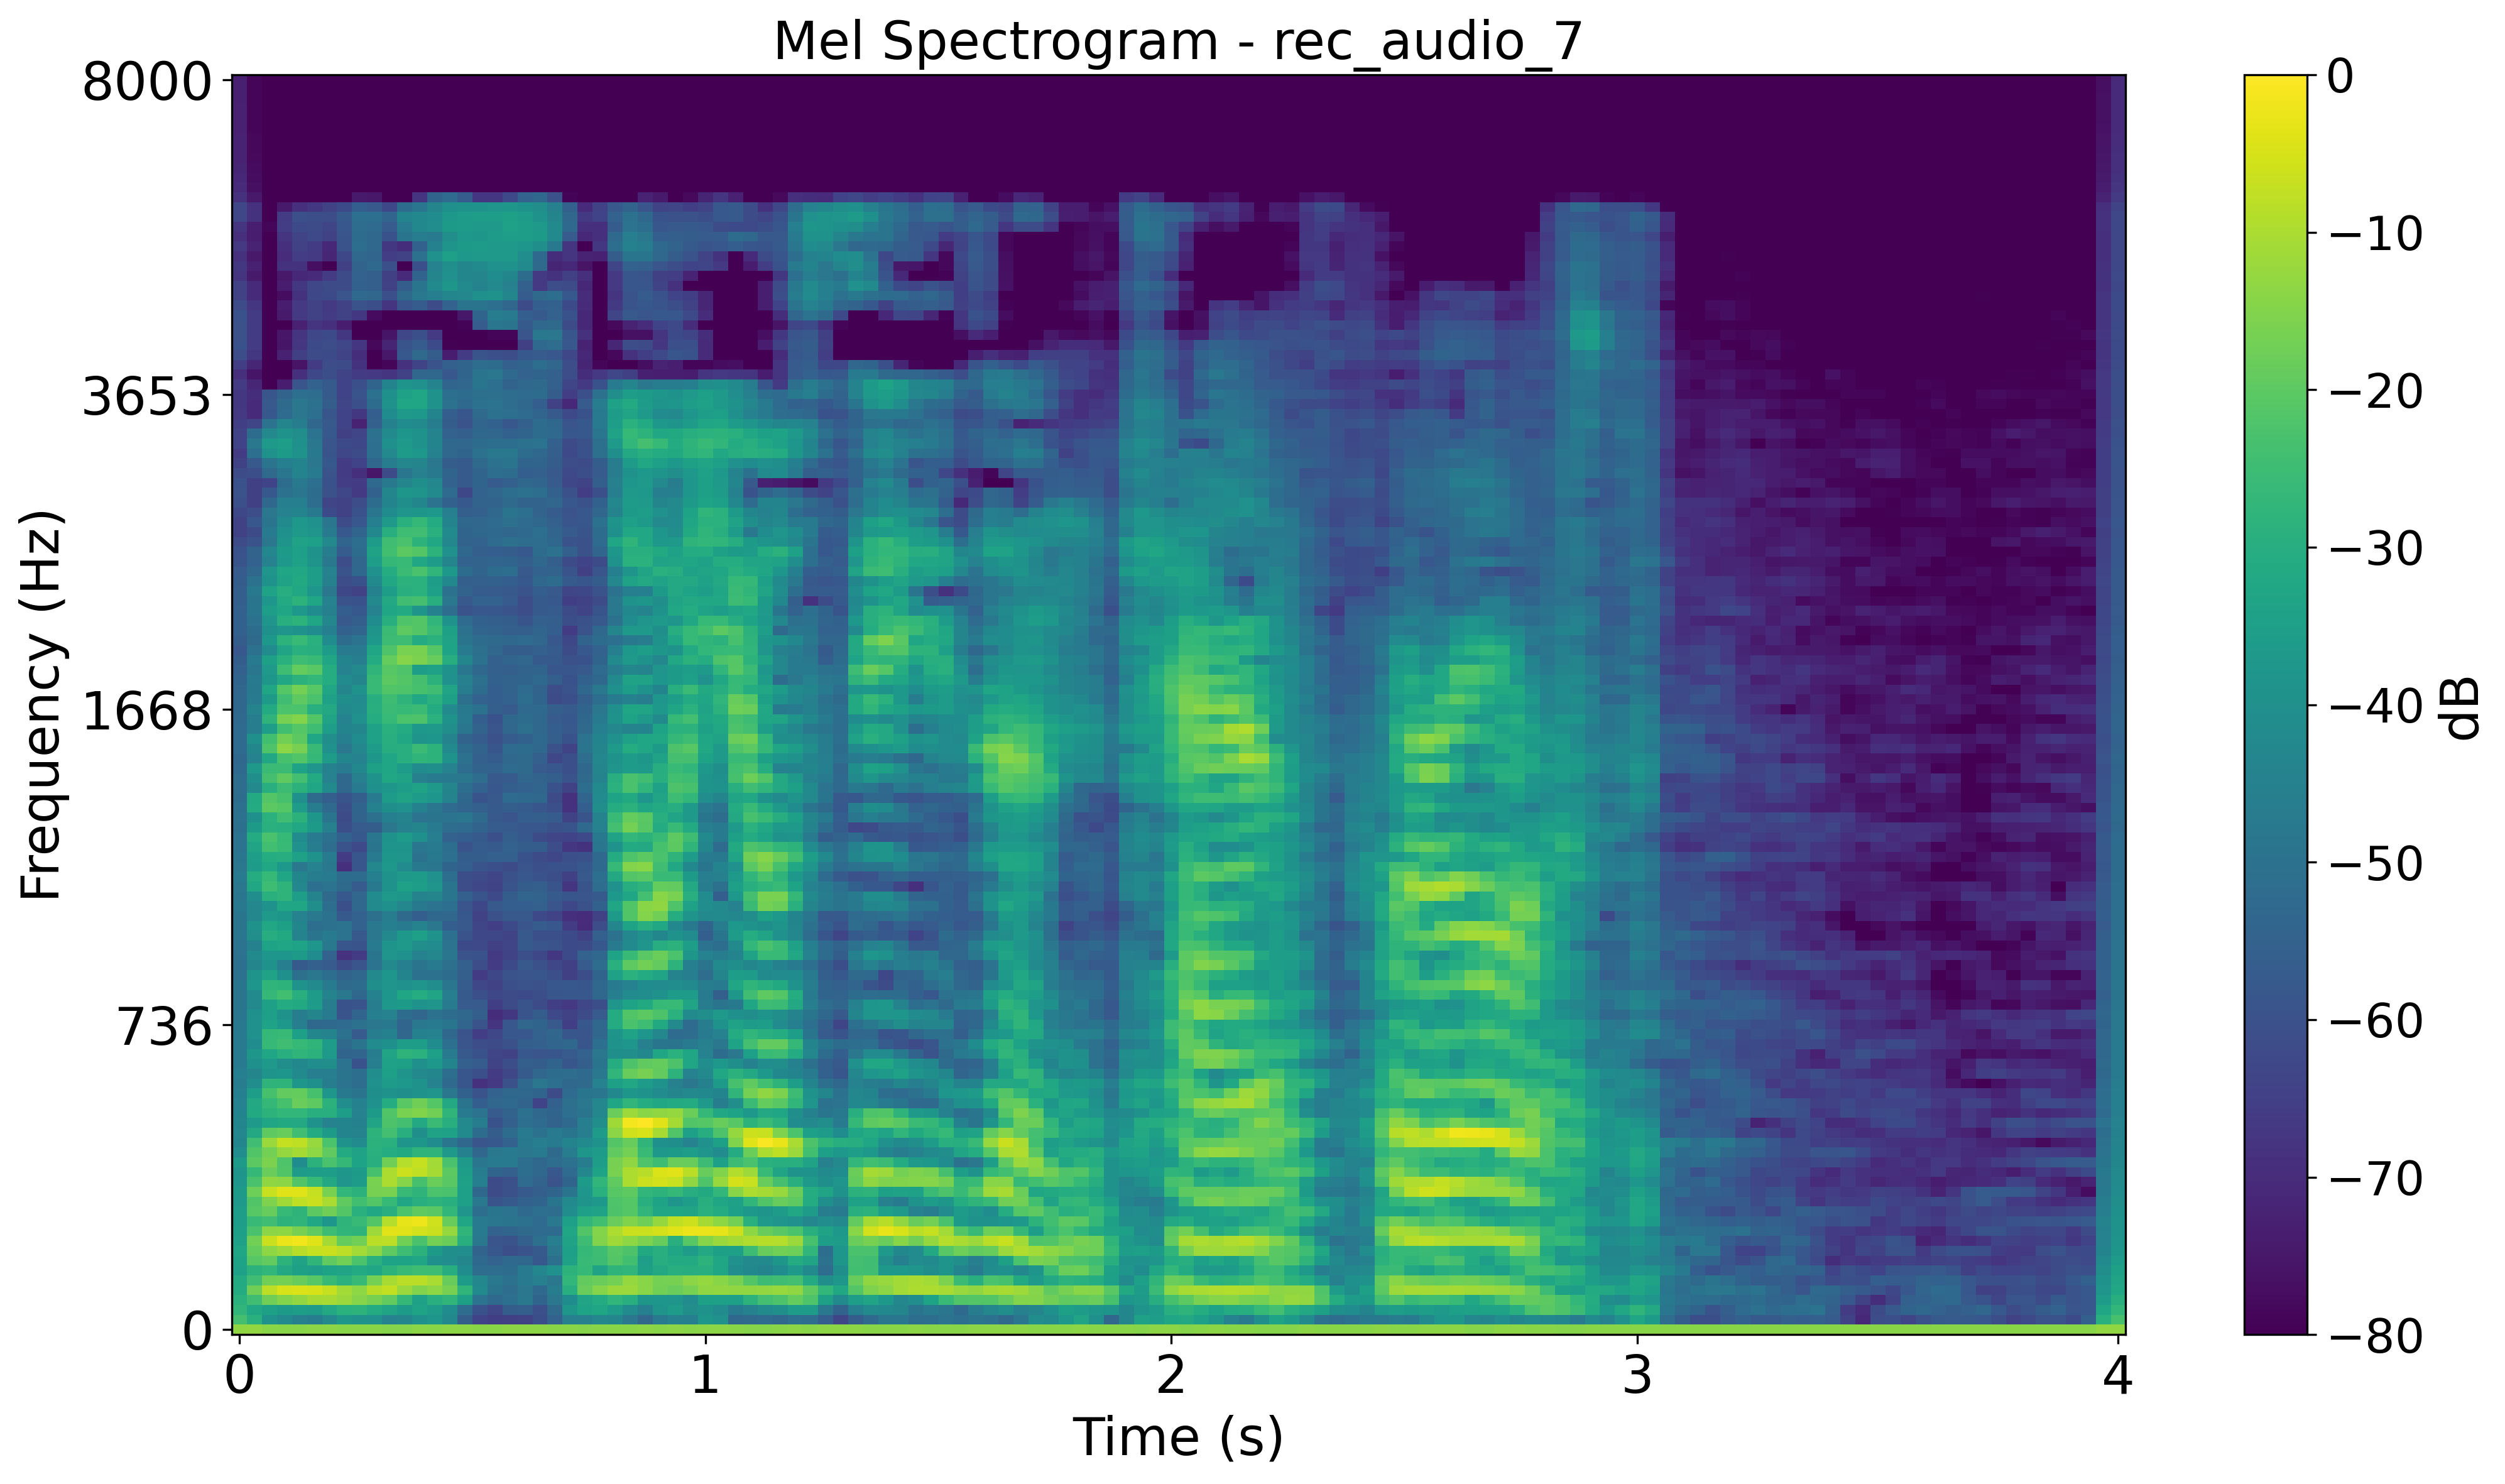 Mel Spectrogram - rec_audio_7
8000
3653
1668
736
0
Frequency (Hz)
0 1 2 3 4
Time (s)
0
−10
−20
−30
−40
−50
−60
−70
−80
dB